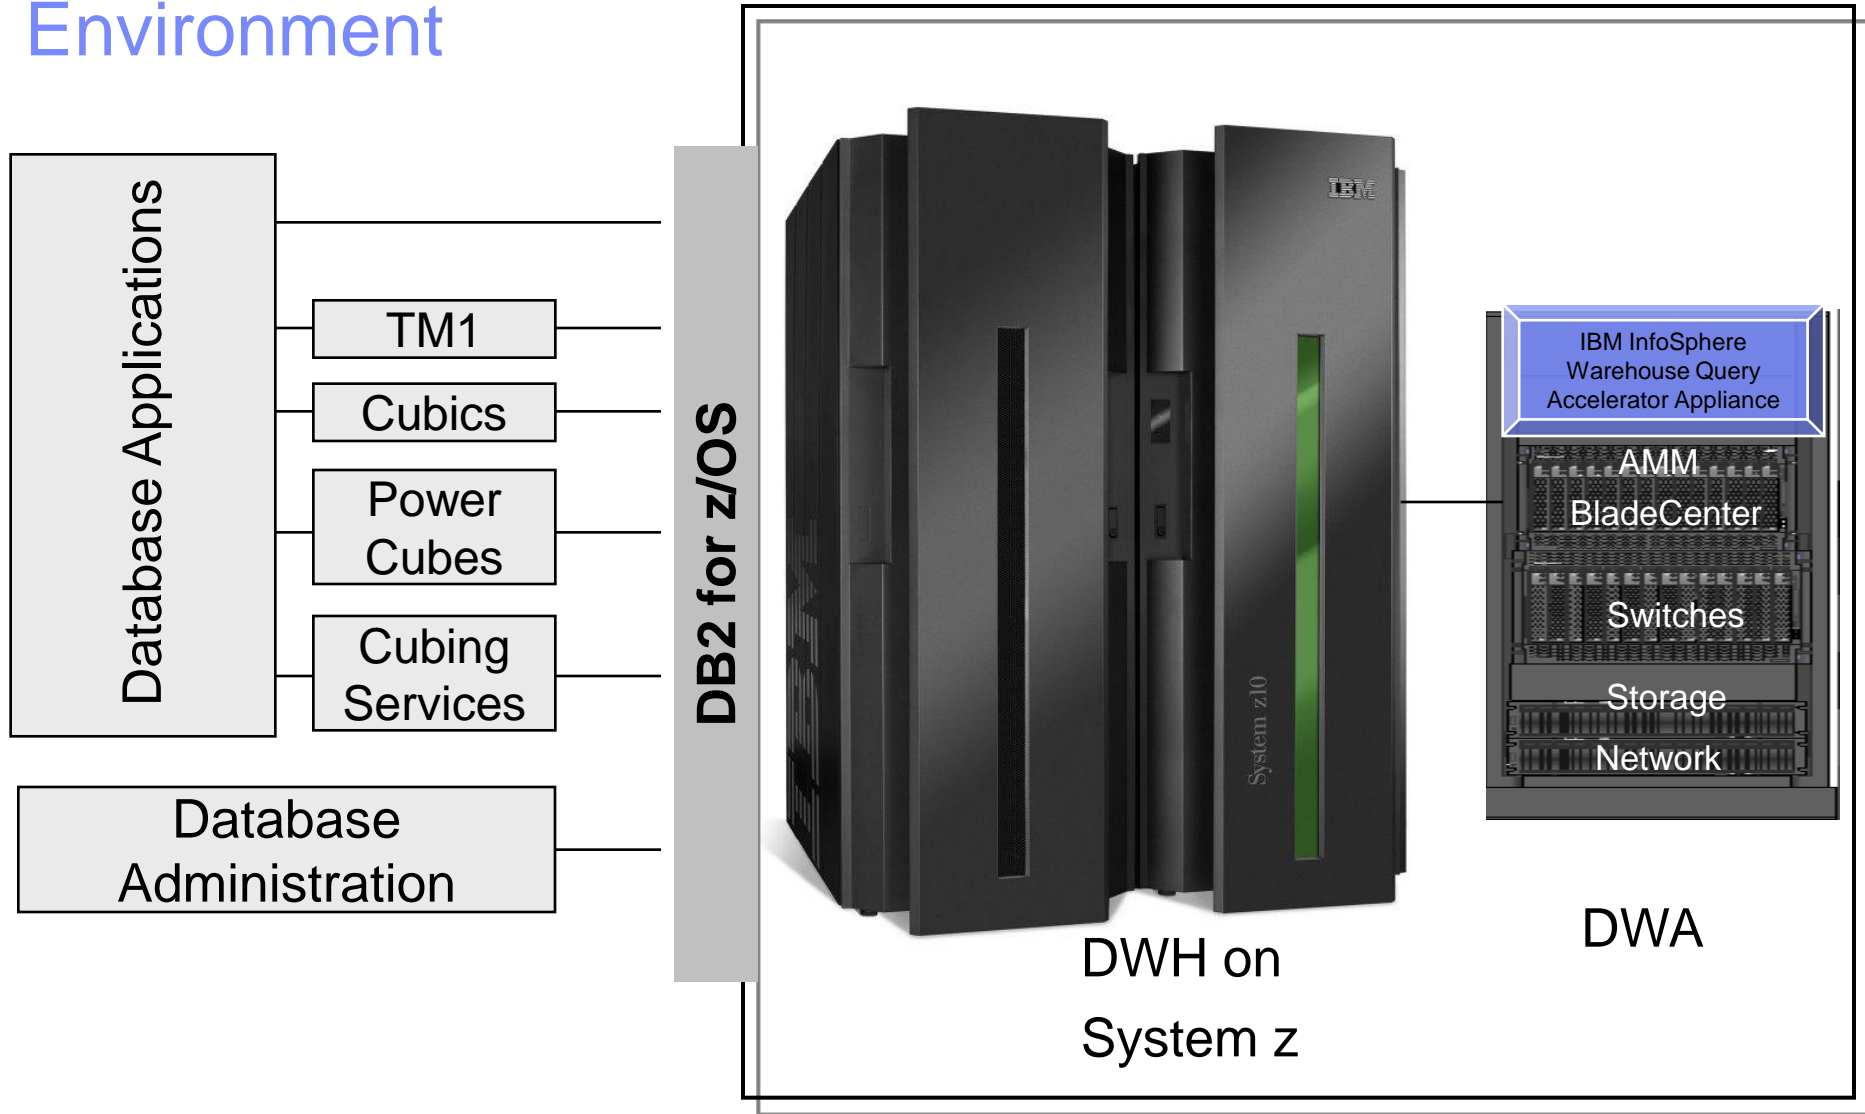 Environment
Database Applications
TM1
Cubics
Power
Cubes
Cubing
Services
Database
Administration
DB2 for z/OS
IBM
System z10
DWH on
System z
IBM InfoSphere
Warehouse Query
Accelerator Appliance
AMM
BladeCenter
Switches
Storage
Network
DWA